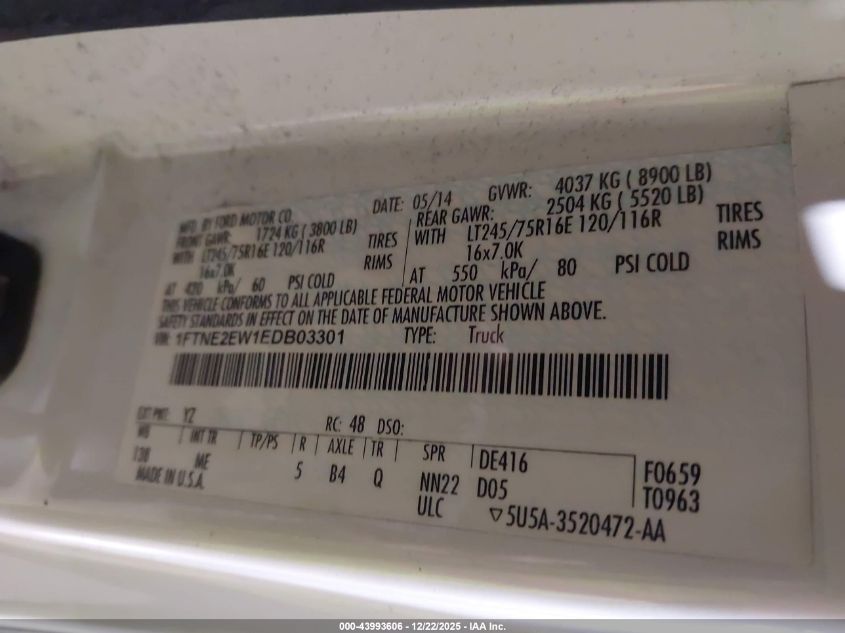 MFD. BY FORD MOTOR CO.
DATE: 05/14 GVWR: 4037 KG ( 8900 LB)
FRONT GAWR: 1724 KG ( 3800 LB)
REAR GAWR: 2504 KG ( 5520 LB)
WITH LT245/75R16E 120/116R TIRES
WITH LT245/75R16E 120/116R TIRES
16x7.0K RIMS
16x7.0K RIMS
AT 420 kPa/ 60 PSI COLD
AT 550 kPa/ 80 PSI COLD
THIS VEHICLE CONFORMS TO ALL APPLICABLE FEDERAL MOTOR VEHICLE
SAFETY STANDARDS IN EFFECT ON THE DATE OF MANUFACTURE SHOWN ABOVE.
VIN: 1FTNE2EW1EDB03301 TYPE: Truck
EXT PNT: YZ RC: 48 DSO:
WB INT TR TP/PS R AXLE TR SPR DE416 F0659
138 ME 5 B4 Q NN22 D05 T0963
MADE IN U.S.A. ULC ▽5U5A-3520472-AA
000-43993606 - 12/22/2025 - IAA Inc.